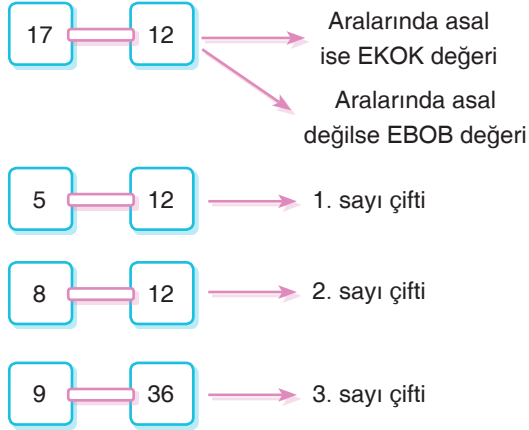 17 12 Aralarında asal
ise EKOK değeri
Aralarında asal
değilse EBOB değeri
5 12 1. sayı çifti
8 12 2. sayı çifti
9 36 3. sayı çifti